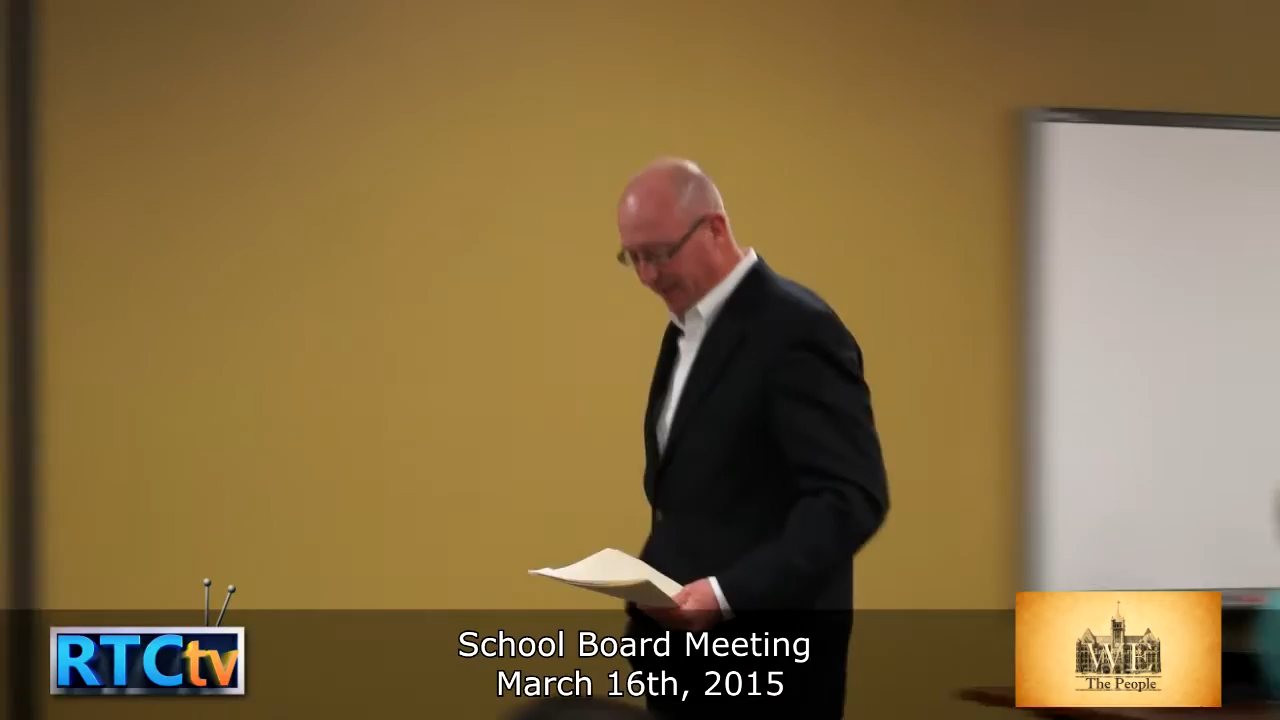 RTCtv
School Board Meeting
March 16th, 2015
WE
The People